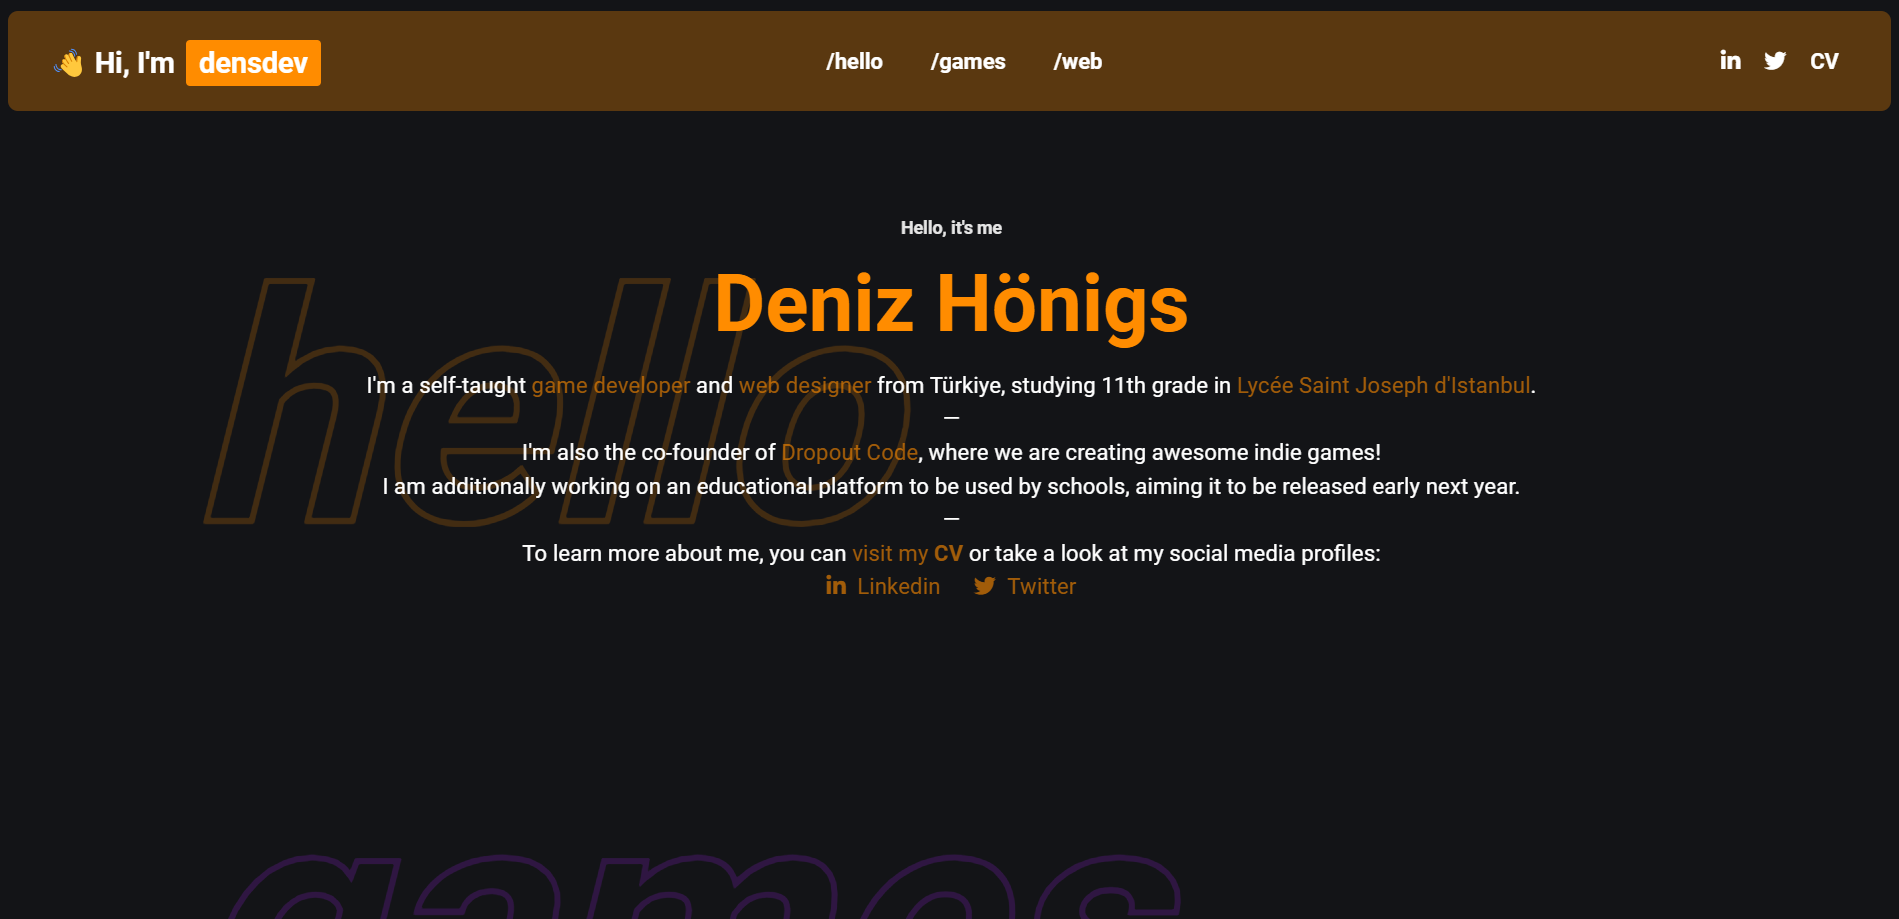 👋 Hi, I'm densdev
/hello /games /web
in CV
Hello, it's me
hello
Deniz Hönigs
I'm a self-taught game developer and web designer from Türkiye, studying 11th grade in Lycée Saint Joseph d'Istanbul.
—
I'm also the co-founder of Dropout Code, where we are creating awesome indie games!
I am additionally working on an educational platform to be used by schools, aiming it to be released early next year.
—
To learn more about me, you can visit my CV or take a look at my social media profiles:
in Linkedin Twitter
games